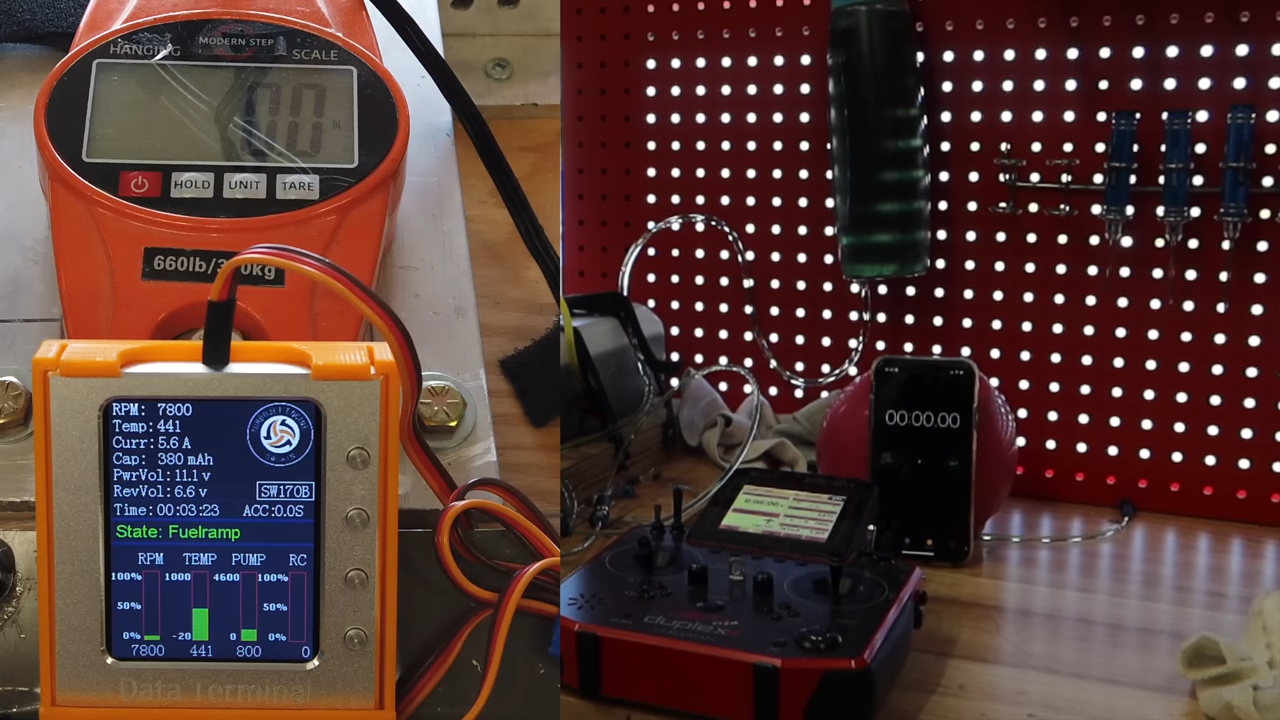 HANGING
MODERN STEP
SCALE
0.0 N
HOLD
UNIT
TARE
RPM: 7800
Temp:441
Curr:5.6 A
Cap: 380 mAh
PwrVol:11.1 v
RevVol:6.6 v
SW170B
Time:00:03:23
ACC:0.0S
State: Fuelramp
RPM TEMP PUMP RC
100% 1000 4600 100%
50% 50%
0% -20 0 0%
7800 441 800 0
Data Terminal
00:00.00
duplex